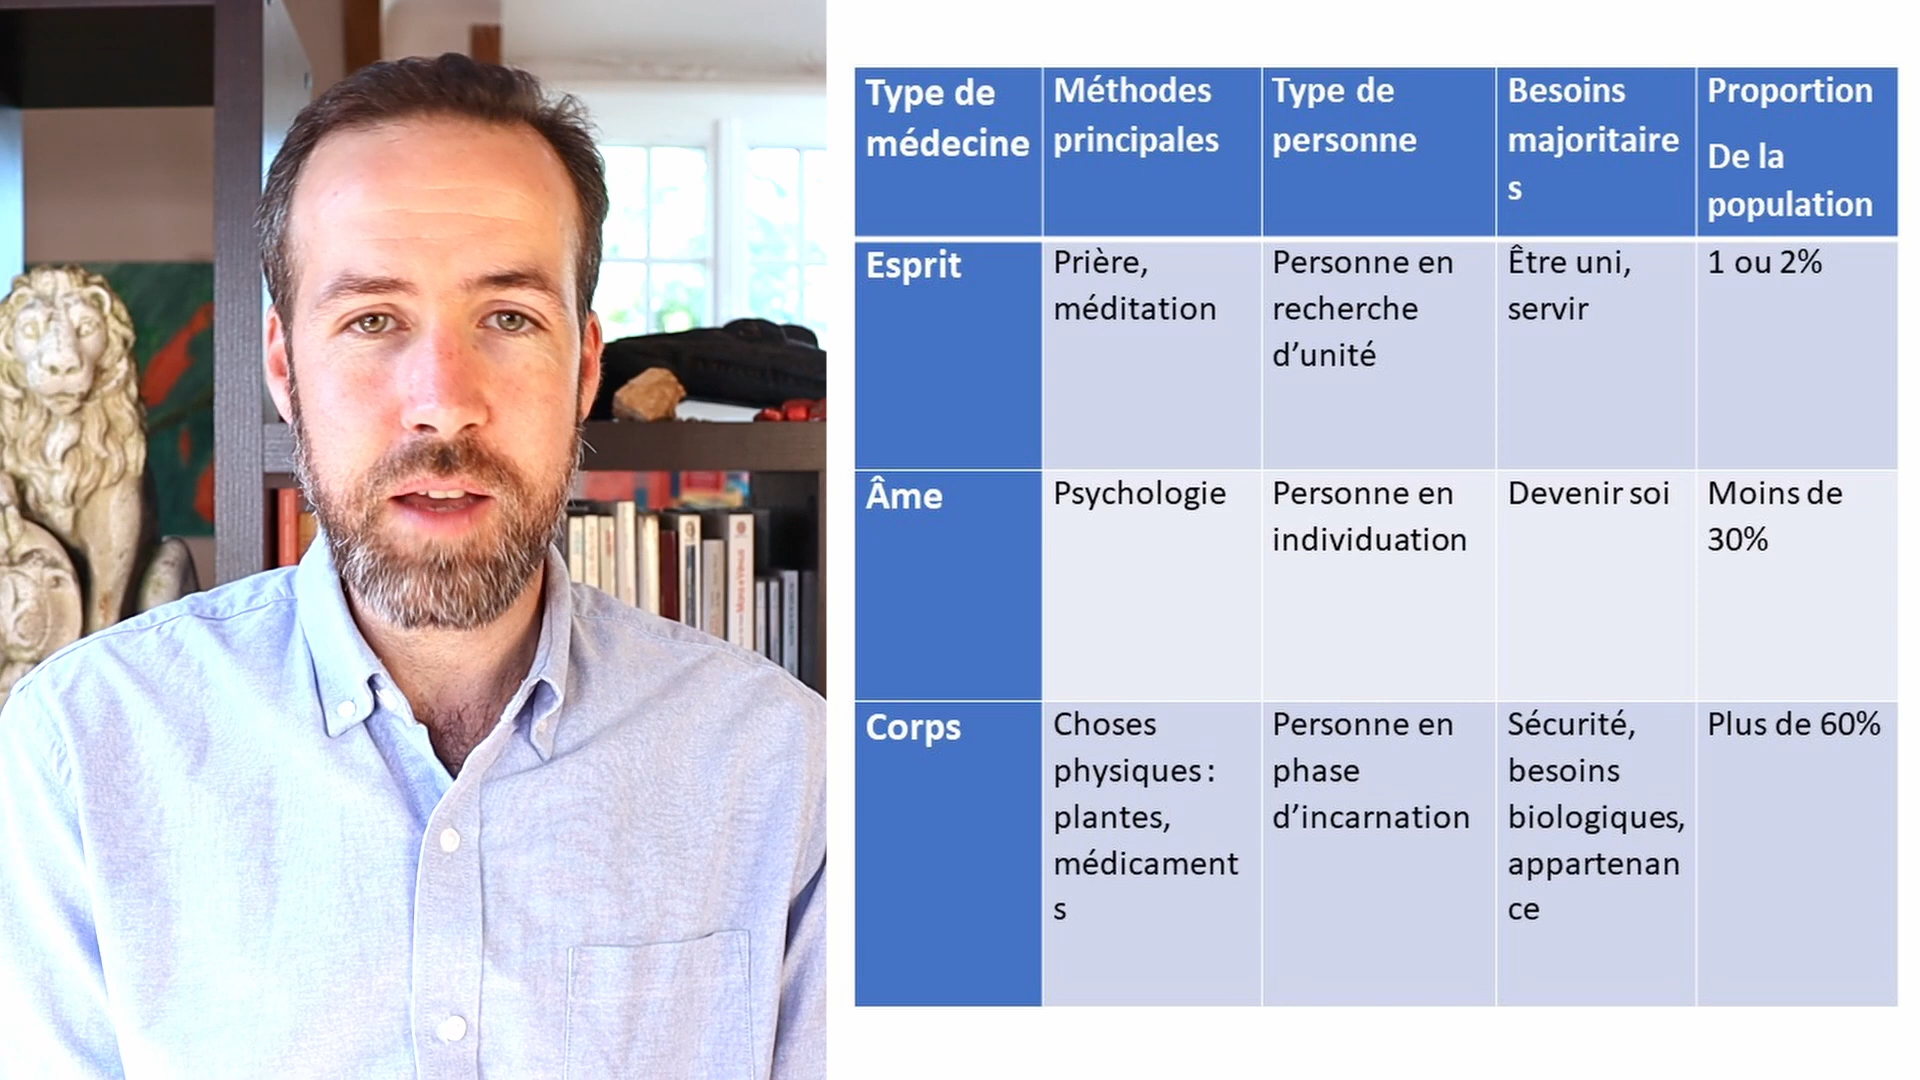 Type de
médecine
Méthodes
principales
Type de
personne
Besoins
majoritaire
s
Proportion
De la
population
Esprit
Prière,
méditation
Personne en
recherche
d’unité
Être uni,
servir
1 ou 2%
Âme
Psychologie
Personne en
individuation
Devenir soi
Moins de
30%
Corps
Choses
physiques :
plantes,
médicament
s
Personne en
phase
d’incarnation
Sécurité,
besoins
biologiques,
appartenan
ce
Plus de 60%